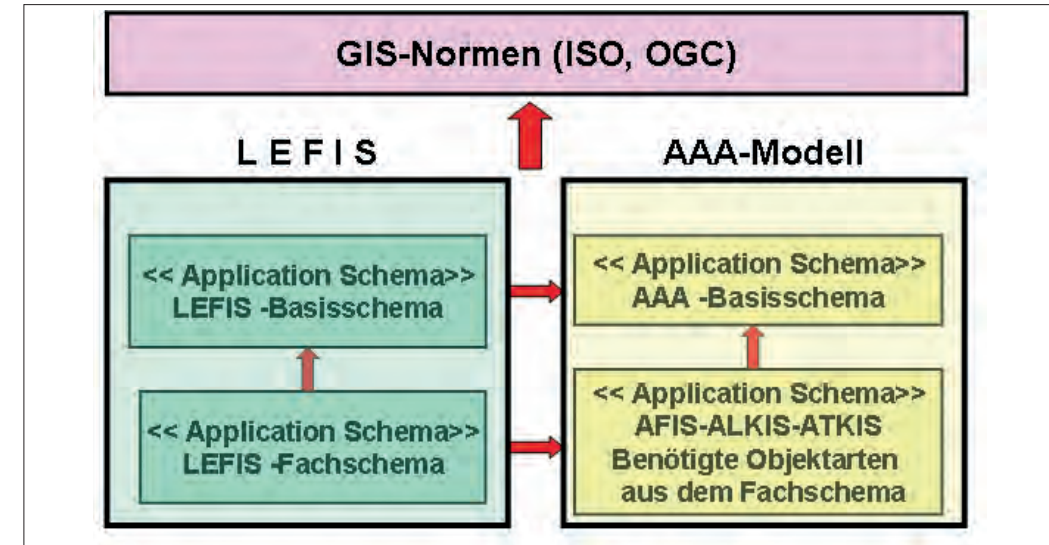 GIS-Normen (ISO, OGC)
L E F I S
AAA-Modell
<< Application Schema>>
LEFIS -Basisschema
<< Application Schema>>
LEFIS -Fachschema
<< Application Schema>>
AAA -Basisschema
<< Application Schema>>
AFIS-ALKIS-ATKIS
Benötigte Objektarten
aus dem Fachschema